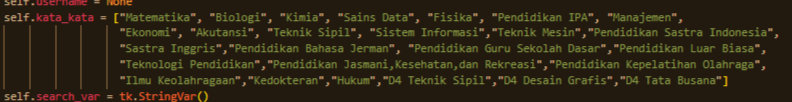 self.username = None
self.kata_kata = ["Matematika", "Biologi", "Kimia", "Sains Data", "Fisika", "Pendidikan IPA", "Manajemen",
"Ekonomi", "Akutansi", "Teknik Sipil", "Sistem Informasi","Teknik Mesin","Pendidikan Sastra Indonesia",
"Sastra Inggris","Pendidikan Bahasa Jerman", "Pendidikan Guru Sekolah Dasar","Pendidikan Luar Biasa",
"Teknologi Pendidikan","Pendidikan Jasmani,Kesehatan,dan Rekreasi","Pendidikan Kepelatihan Olahraga",
"Ilmu Keolahragaan","Kedokteran","Hukum","D4 Teknik Sipil","D4 Desain Grafis","D4 Tata Busana"]
self.search_var = tk.StringVar()